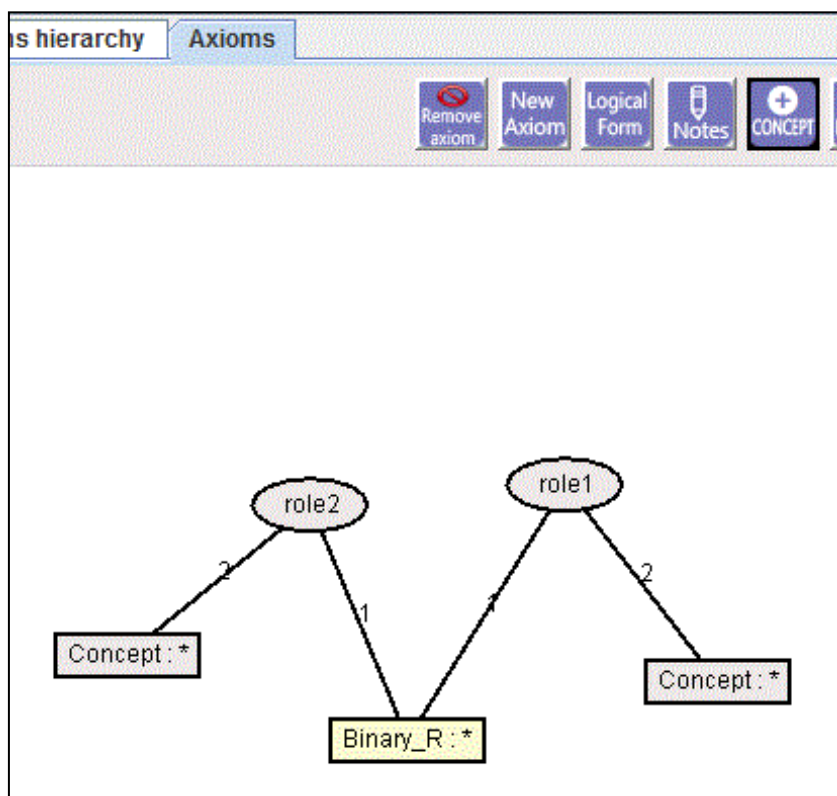 ns hierarchy
Axioms
Remove
axiom
New
Axiom
Logical
Form
Notes
CONCEPT
role2
role1
2
1
1
2
Concept : *
Concept : *
Binary_R : *